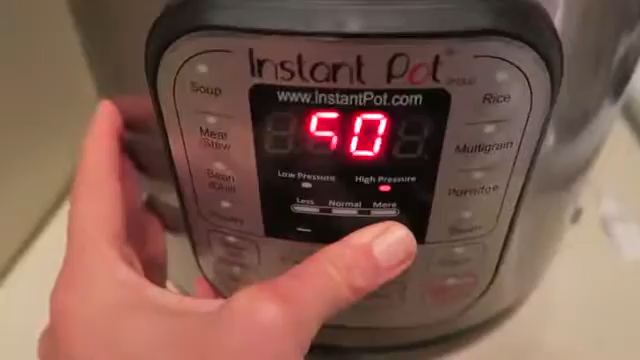 Instant Pot
www.InstantPot.com
Soup
Rice
50
Meat
/Stew
Multigrain
Low Pressure
High Pressure
Bean
/Chili
Porridge
Less
Normal
More
Steam